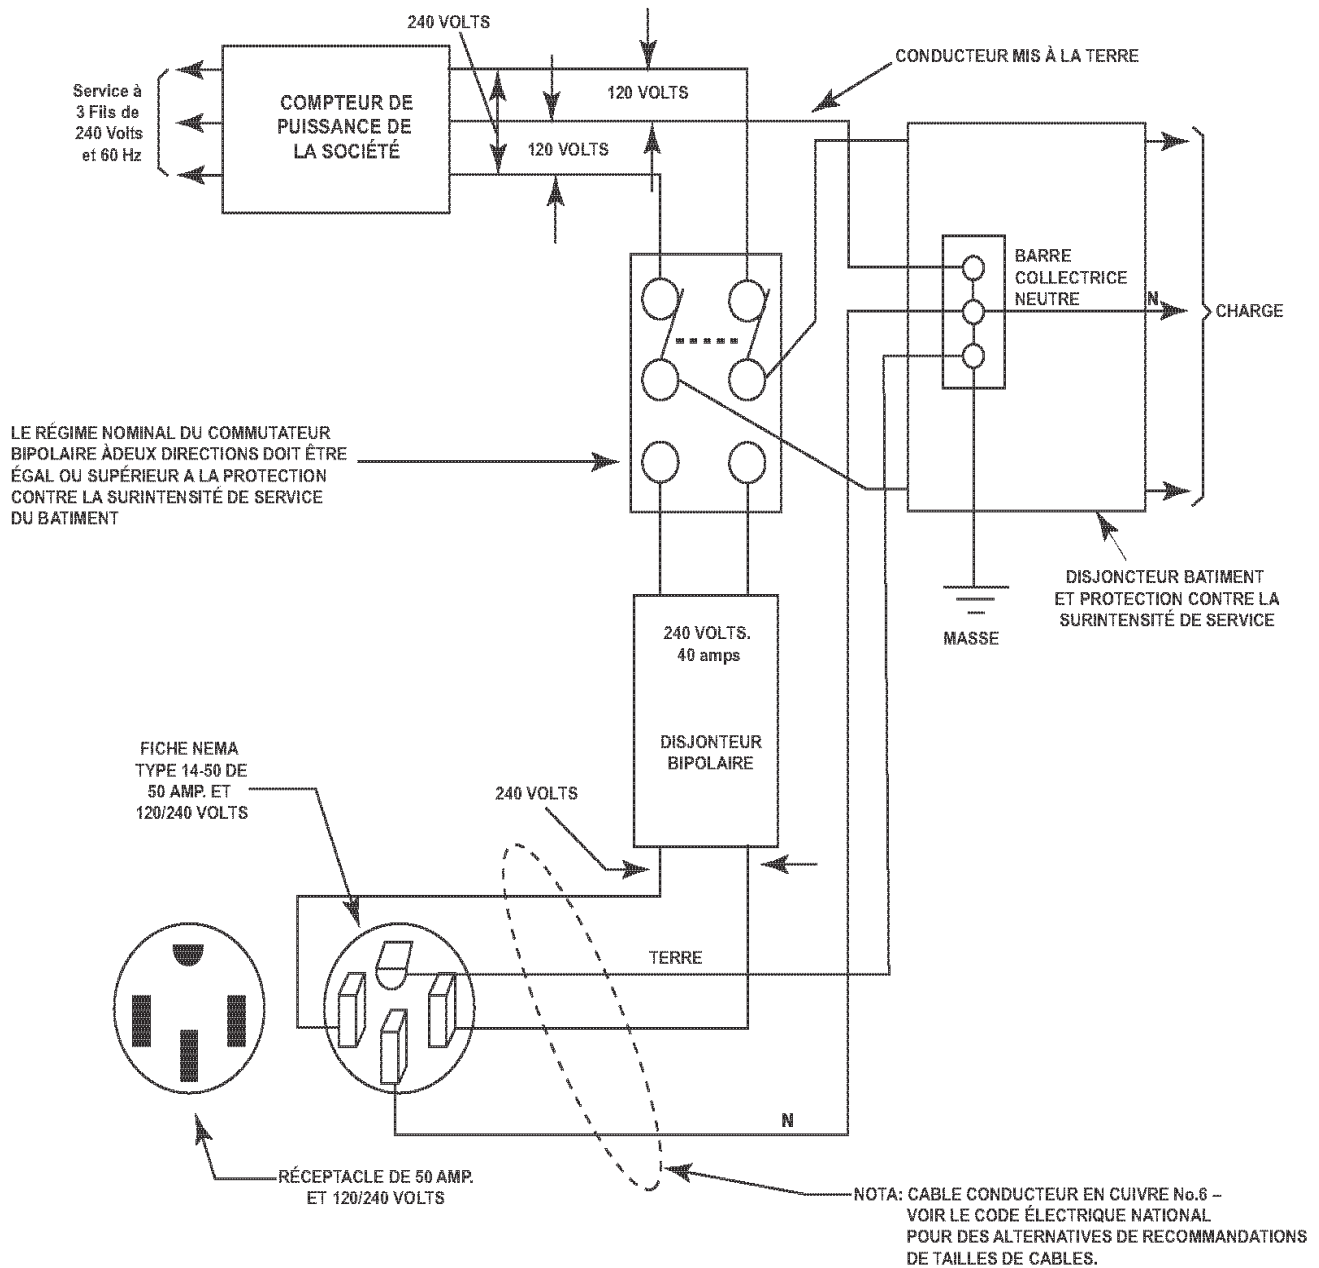 240 VOLTS
CONDUCTEUR MIS À LA TERRE
Service à
3 Fils de
240 Volts
et 60 Hz
COMPTEUR DE
PUISSANCE DE
LA SOCIÉTÉ
120 VOLTS
120 VOLTS
BARRE
COLLECTRICE
NEUTRE
N
CHARGE
LE RÉGIME NOMINAL DU COMMUTATEUR
BIPOLAIRE ÀDEUX DIRECTIONS DOIT ÊTRE
ÉGAL OU SUPÉRIEUR A LA PROTECTION
CONTRE LA SURINTENSITÉ DE SERVICE
DU BATIMENT
DISJONCTEUR BATIMENT
ET PROTECTION CONTRE LA
SURINTENSITÉ DE SERVICE
MASSE
240 VOLTS.
40 amps
DISJONTEUR
BIPOLAIRE
FICHE NEMA
TYPE 14-50 DE
50 AMP. ET
120/240 VOLTS
240 VOLTS
TERRE
N
RÉCEPTACLE DE 50 AMP.
ET 120/240 VOLTS
NOTA: CABLE CONDUCTEUR EN CUIVRE No.6 –
VOIR LE CODE ÉLECTRIQUE NATIONAL
POUR DES ALTERNATIVES DE RECOMMANDATIONS
DE TAILLES DE CABLES.